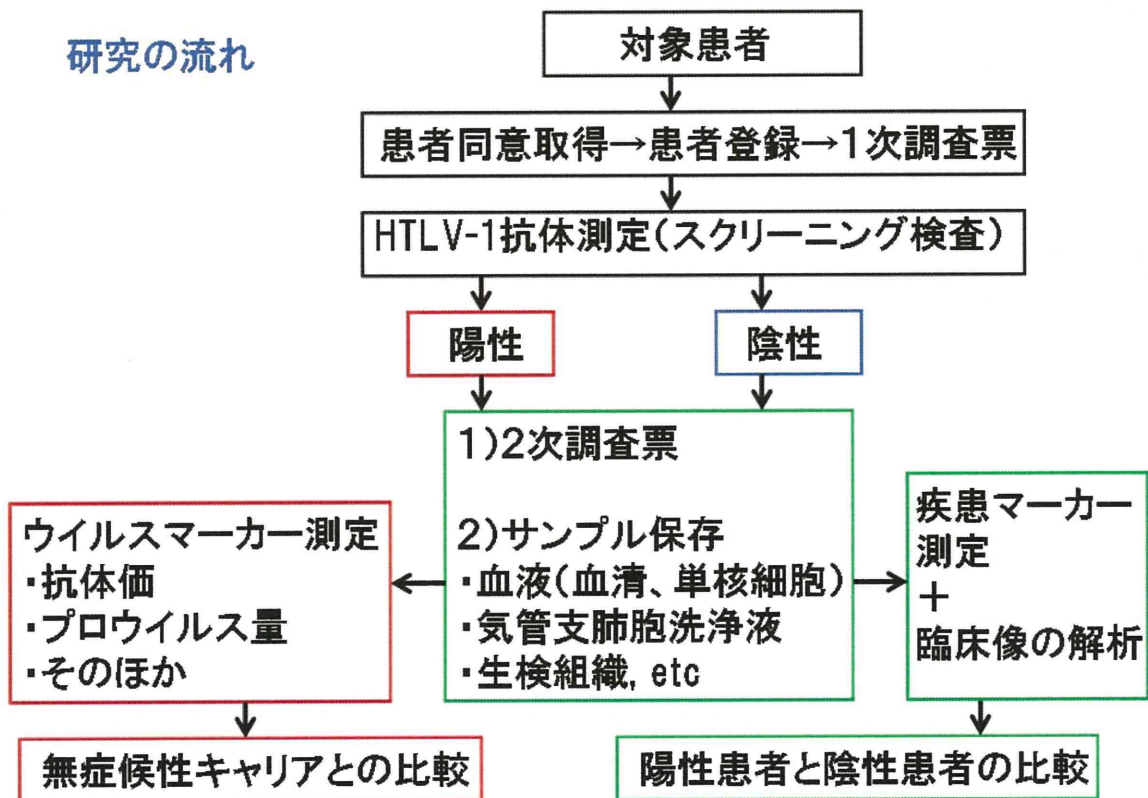 研究の流れ
対象患者
患者同意取得→患者登録→1次調査票
HTLV-1抗体測定(スクリーニング検査)
陽性
陰性
1)2次調査票
2)サンプル保存
・血液(血清、単核細胞)
・気管支肺胞洗浄液
・生検組織, etc
ウイルスマーカー測定
・抗体価
・プロウイルス量
・そのほか
疾患マーカー
測定
+
臨床像の解析
無症候性キャリアとの比較
陽性患者と陰性患者の比較